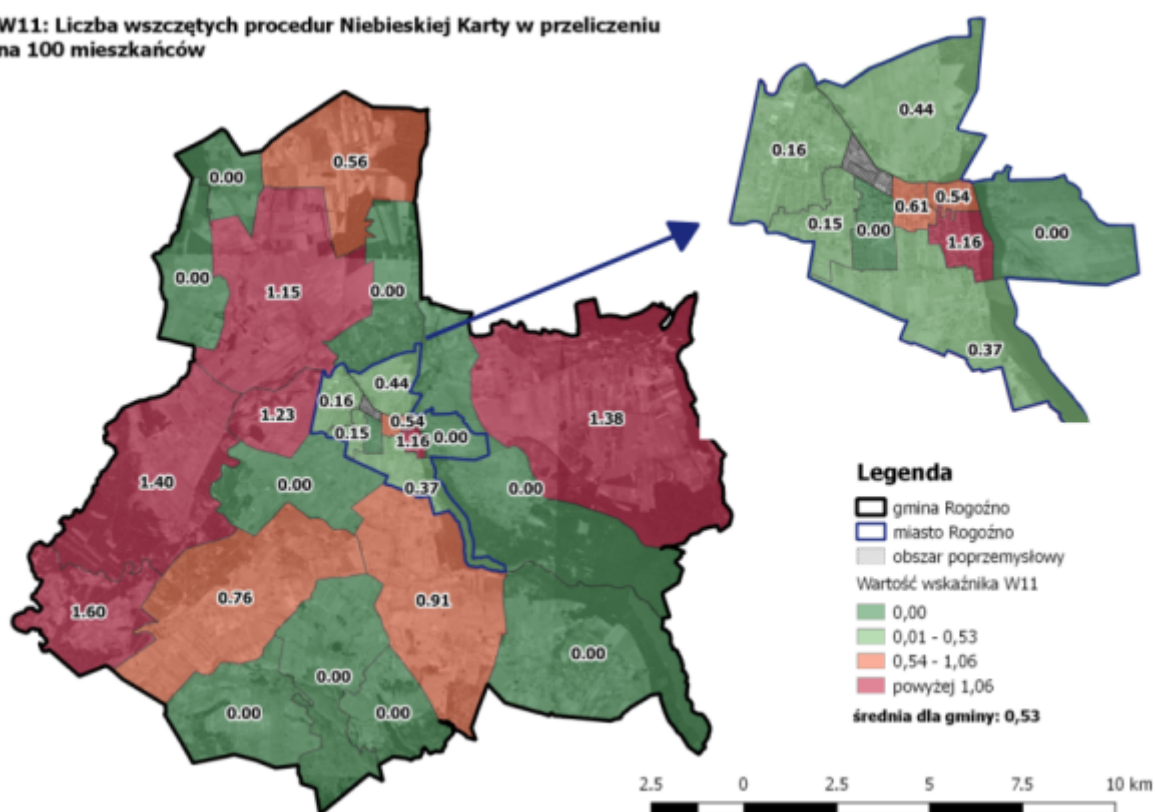 W11: Liczba wszczętych procedur Niebieskiej Karty w przeliczeniu
na 100 mieszkańców
0.44
0.16
0.56
0.00
0.61
0.54
0.15
0.00
1.16
0.00
0.00
1.15
0.00
0.37
0.44
0.16
1.23
0.54
1.38
0.15
1.16
0.00
1.40
0.00
0.37
0.00
Legenda
gmina Rogoźno
miasto Rogoźno
obszar poprzemysłowy
Wartość wskaźnika W11
0,00
0,01 - 0,53
0,54 - 1,06
powyżej 1,06
średnia dla gminy: 0,53
1.60
0.76
0.91
0.00
0.00
0.00
0.00
2.5 0 2.5 5 7.5 10 km